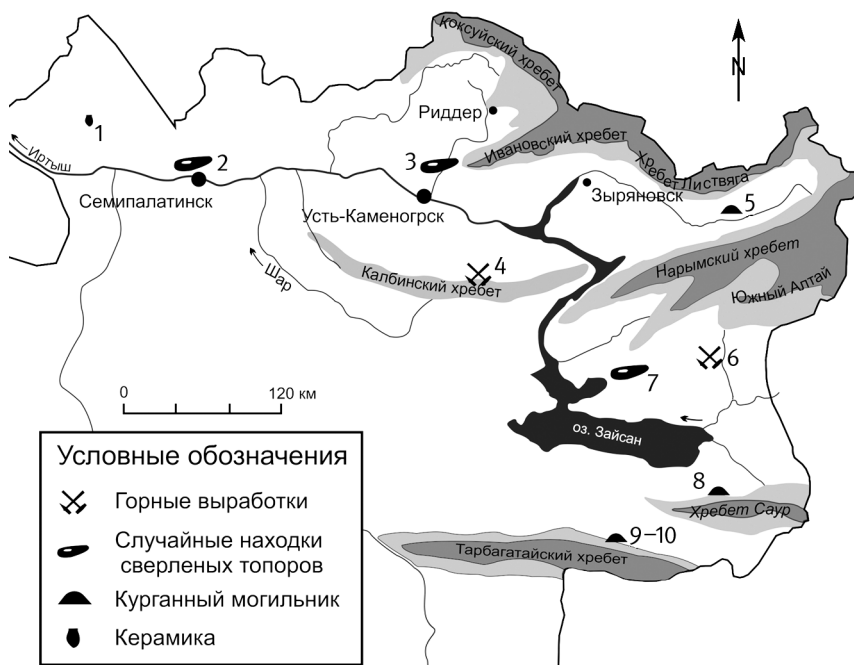 Коксуйский хребет
N
Риддер
1
Иртыш
2
3
Ивановский хребет
Хребет Листвяга
Семипалатинск
Усть-Каменогрск
Зыряновск
5
Шар
4
Калбинский хребет
Нарымский хребет
Южный Алтай
6
7
0 120 км
оз. Зайсан
8
Хребет Саур
9–10
Тарбагатайский хребет
Условные обозначения
Горные выработки
Случайные находки
сверленых топоров
Курганный могильник
Керамика